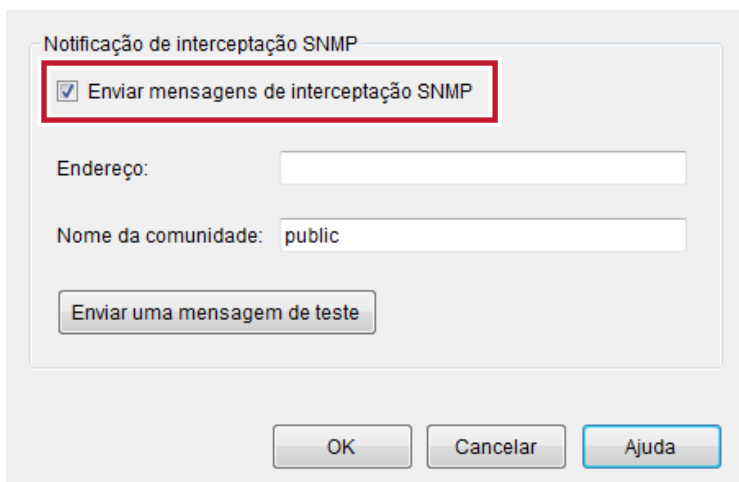 Notificação de interceptação SNMP
Enviar mensagens de interceptação SNMP
Endereço:
Nome da comunidade: public
Enviar uma mensagem de teste
OK Cancelar Ajuda